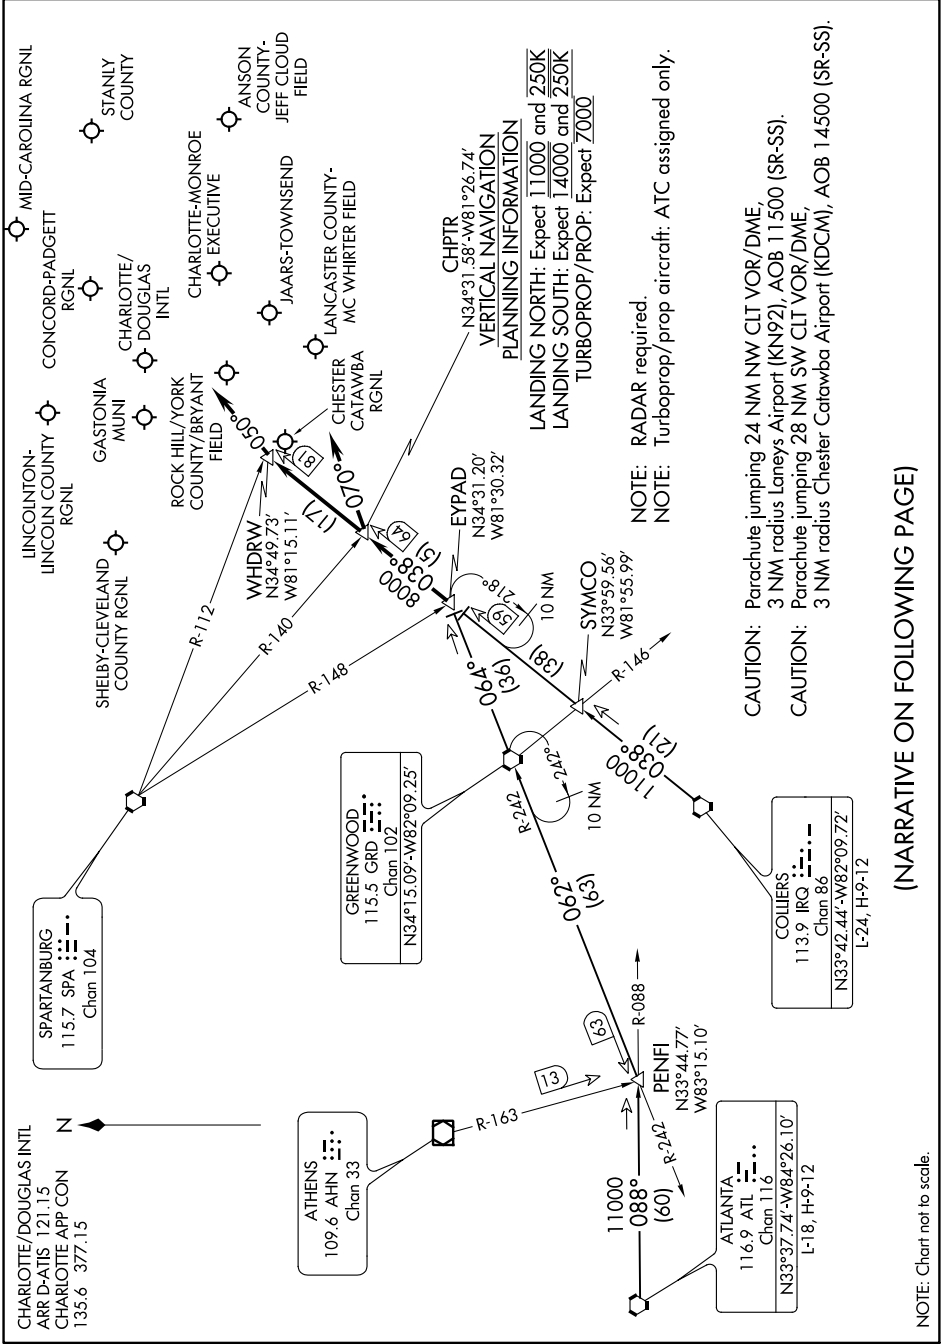 CHARLOTTE/DOUGLAS INTL
ARR D-ATIS 121.15
CHARLOTTE APP CON
135.6 377.15
N
MID-CAROLINA RGNL
STANLY
COUNTY
CONCORD-PADGETT
RGNL
ANSON
COUNTY-
JEFF CLOUD
FIELD
LINCOLNTON-
LINCOLN COUNTY
RGNL
CHARLOTTE/
DOUGLAS
INTL
CHARLOTTE-MONROE
EXECUTIVE
GASTONIA
MUNI
JAARS-TOWNSEND
ROCK HILL/YORK
COUNTY/BRYANT
FIELD
LANCASTER COUNTY-
MC WHIRTER FIELD
SHELBY-CLEVELAND
COUNTY RGNL
CHESTER
CATAWBA
RGNL
SPARTANBURG
115.7 SPA
Chan 104
R-112
R-140
R-148
WHDRW
N34°49.73'
W81°15.11'
050°
81
(17)
070°
64
CHPTR
N34°31.58'-W81°26.74'
VERTICAL NAVIGATION
PLANNING INFORMATION
LANDING NORTH: Expect 11000 and 250K
LANDING SOUTH: Expect 14000 and 250K
TURBOPROP/PROP: Expect 7000
8000
038°
(5)
EYPAD
N34°31.20'
W81°30.32'
59
218°
10 NM
064°
(36)
(38)
SYMCO
N33°59.56'
W81°55.99'
R-146
GREENWOOD
115.5 GRD
Chan 102
N34°15.09'-W82°09.25'
R-242
242°
10 NM
11000
038°
(21)
COLLIERS
113.9 IRQ
Chan 86
N33°42.44'-W82°09.72'
L-24, H-9-12
062°
(63)
ATHENS
109.6 AHN
Chan 33
R-163
13
63
R-088
PENFI
N33°44.77'
W83°15.10'
R-242
11000
088°
(60)
ATLANTA
116.9 ATL
Chan 116
N33°37.74'-W84°26.10'
L-18, H-9-12
NOTE: RADAR required.
NOTE: Turboprop/prop aircraft: ATC assigned only.
CAUTION: Parachute jumping 24 NM NW CLT VOR/DME,
3 NM radius Laneys Airport (KN92), AOB 11500 (SR-SS).
CAUTION: Parachute jumping 28 NM SW CLT VOR/DME,
3 NM radius Chester Catawba Airport (KDCM), AOB 14500 (SR-SS).
(NARRATIVE ON FOLLOWING PAGE)
NOTE: Chart not to scale.